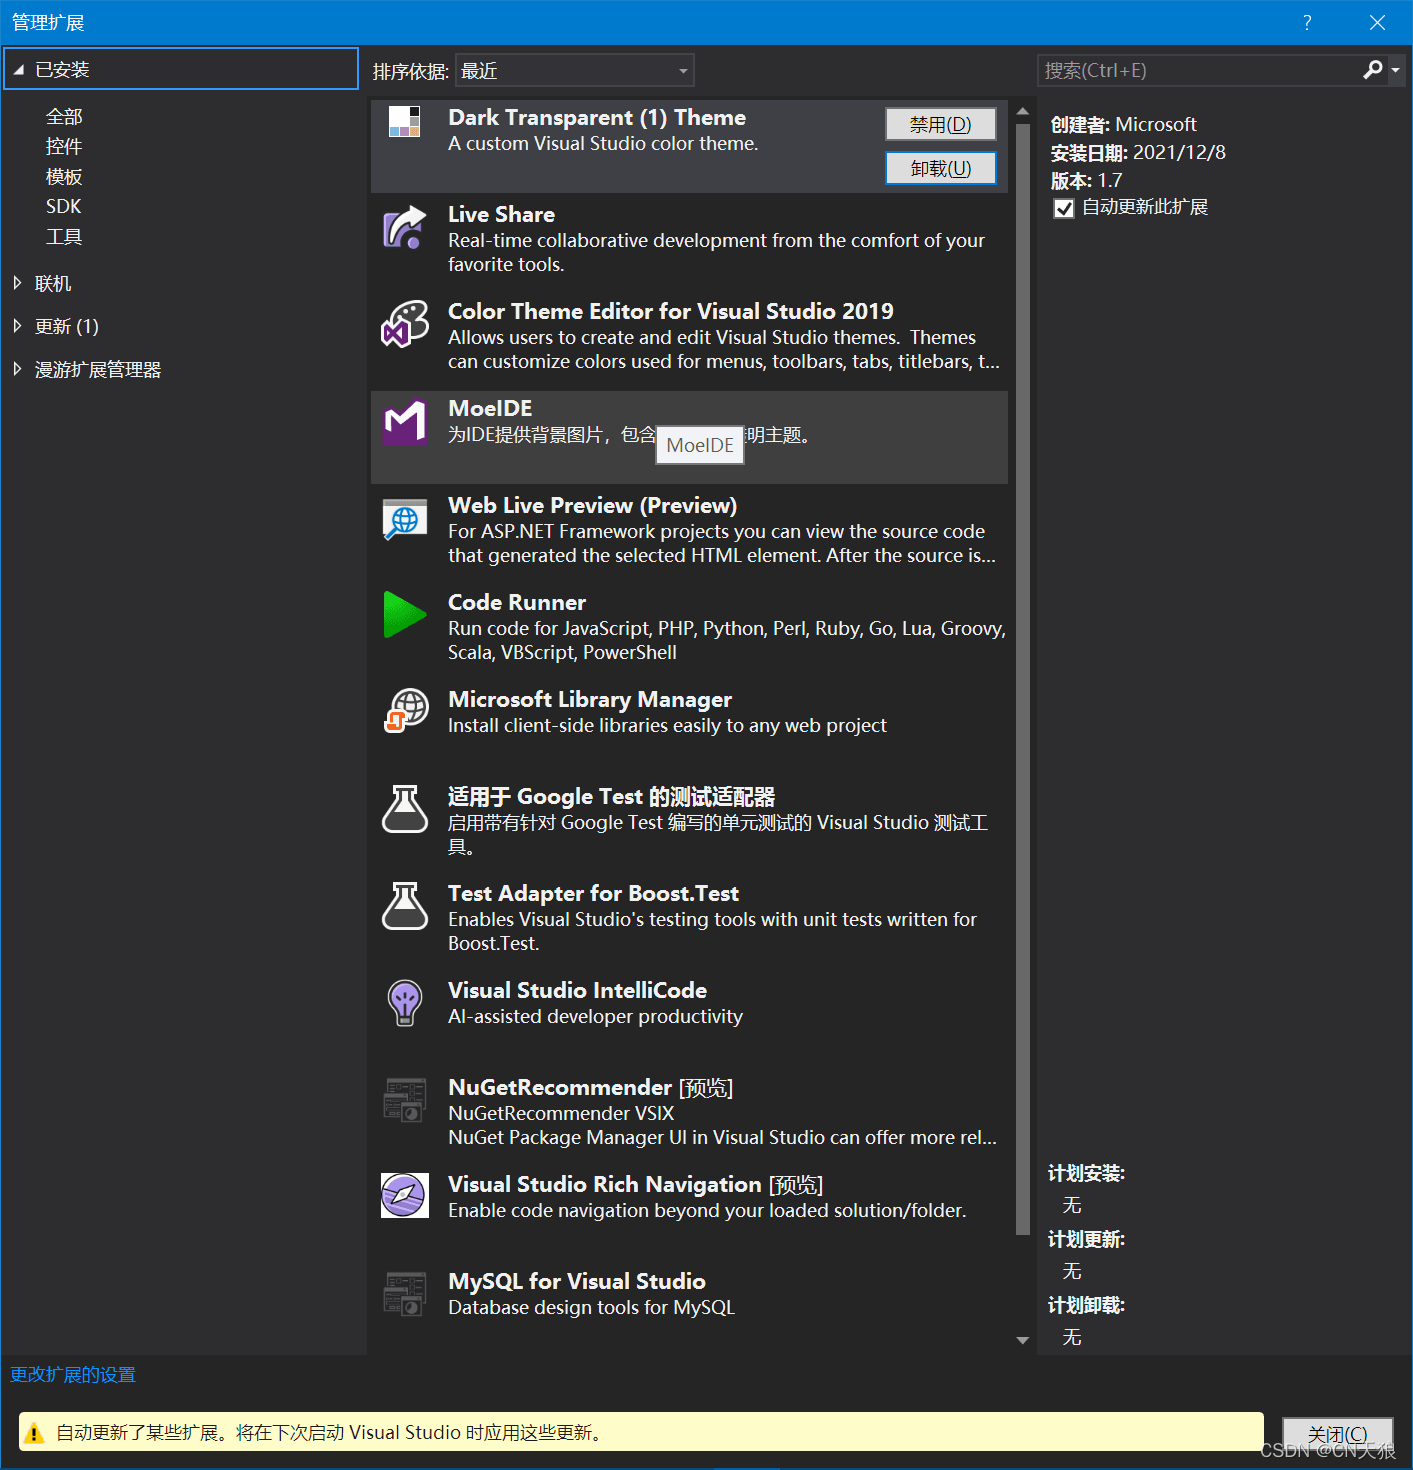 管理扩展
?
已安装
全部
控件
模板
SDK
工具
联机
更新 (1)
漫游扩展管理器
排序依据: 最近
Dark Transparent (1) Theme
A custom Visual Studio color theme.
禁用(D)
卸载(U)
Live Share
Real-time collaborative development from the comfort of your
favorite tools.
Color Theme Editor for Visual Studio 2019
Allows users to create and edit Visual Studio themes.  Themes
can customize colors used for menus, toolbars, tabs, titlebars, t...
MoeIDE
为IDE提供背景图片，包含 明主题。
MoeIDE
Web Live Preview (Preview)
For ASP.NET Framework projects you can view the source code
that generated the selected HTML element. After the source is...
Code Runner
Run code for JavaScript, PHP, Python, Perl, Ruby, Go, Lua, Groovy,
Scala, VBScript, PowerShell
Microsoft Library Manager
Install client-side libraries easily to any web project
适用于 Google Test 的测试适配器
启用带有针对 Google Test 编写的单元测试的 Visual Studio 测试工
具。
Test Adapter for Boost.Test
Enables Visual Studio's testing tools with unit tests written for
Boost.Test.
Visual Studio IntelliCode
AI-assisted developer productivity
NuGetRecommender [预览]
NuGetRecommender VSIX
NuGet Package Manager UI in Visual Studio can offer more rel...
Visual Studio Rich Navigation [预览]
Enable code navigation beyond your loaded solution/folder.
MySQL for Visual Studio
Database design tools for MySQL
搜索(Ctrl+E)
创建者: Microsoft
安装日期: 2021/12/8
版本: 1.7
自动更新此扩展
计划安装:
无
计划更新:
无
计划卸载:
无
更改扩展的设置
自动更新了某些扩展。将在下次启动 Visual Studio 时应用这些更新。
关闭(C)
CSDN @CN天狼